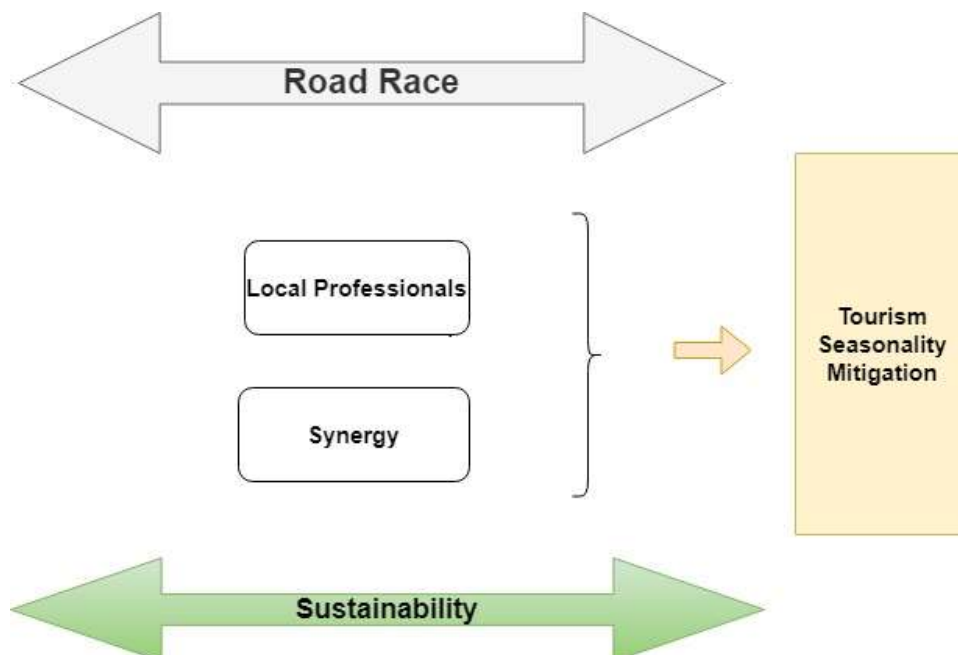 Road Race
Local Professionals
Synergy
Tourism
Seasonality
Mitigation
Sustainability